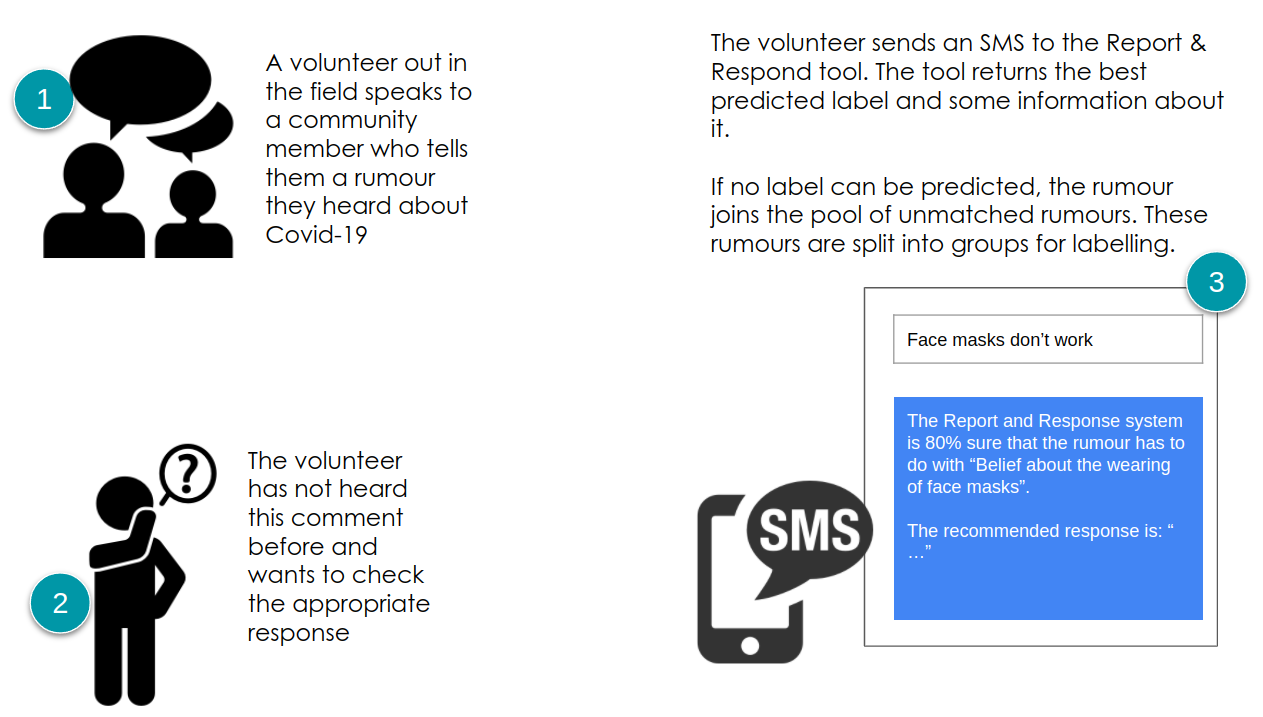 1
A volunteer out in
the field speaks to
a community
member who tells
them a rumour
they heard about
Covid-19
2
The volunteer
has not heard
this comment
before and
wants to check
the appropriate
response
The volunteer sends an SMS to the Report &
Respond tool. The tool returns the best
predicted label and some information about
it.
If no label can be predicted, the rumour
joins the pool of unmatched rumours. These
rumours are split into groups for labelling.
3
Face masks don’t work
The Report and Response system
is 80% sure that the rumour has to
do with “Belief about the wearing
of face masks”.
The recommended response is: “
…”
SMS